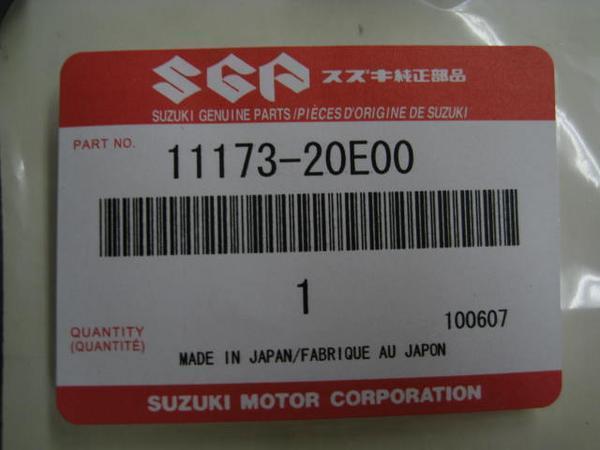 SGP スズキ純正部品
SUZUKI GENUINE PARTS/PIÈCES D'ORIGINE DE SUZUKI
PART NO. 11173-20E00
1
100607
QUANTITY
(QUANTITÉ)
MADE IN JAPAN/FABRIQUE AU JAPON
SUZUKI MOTOR CORPORATION